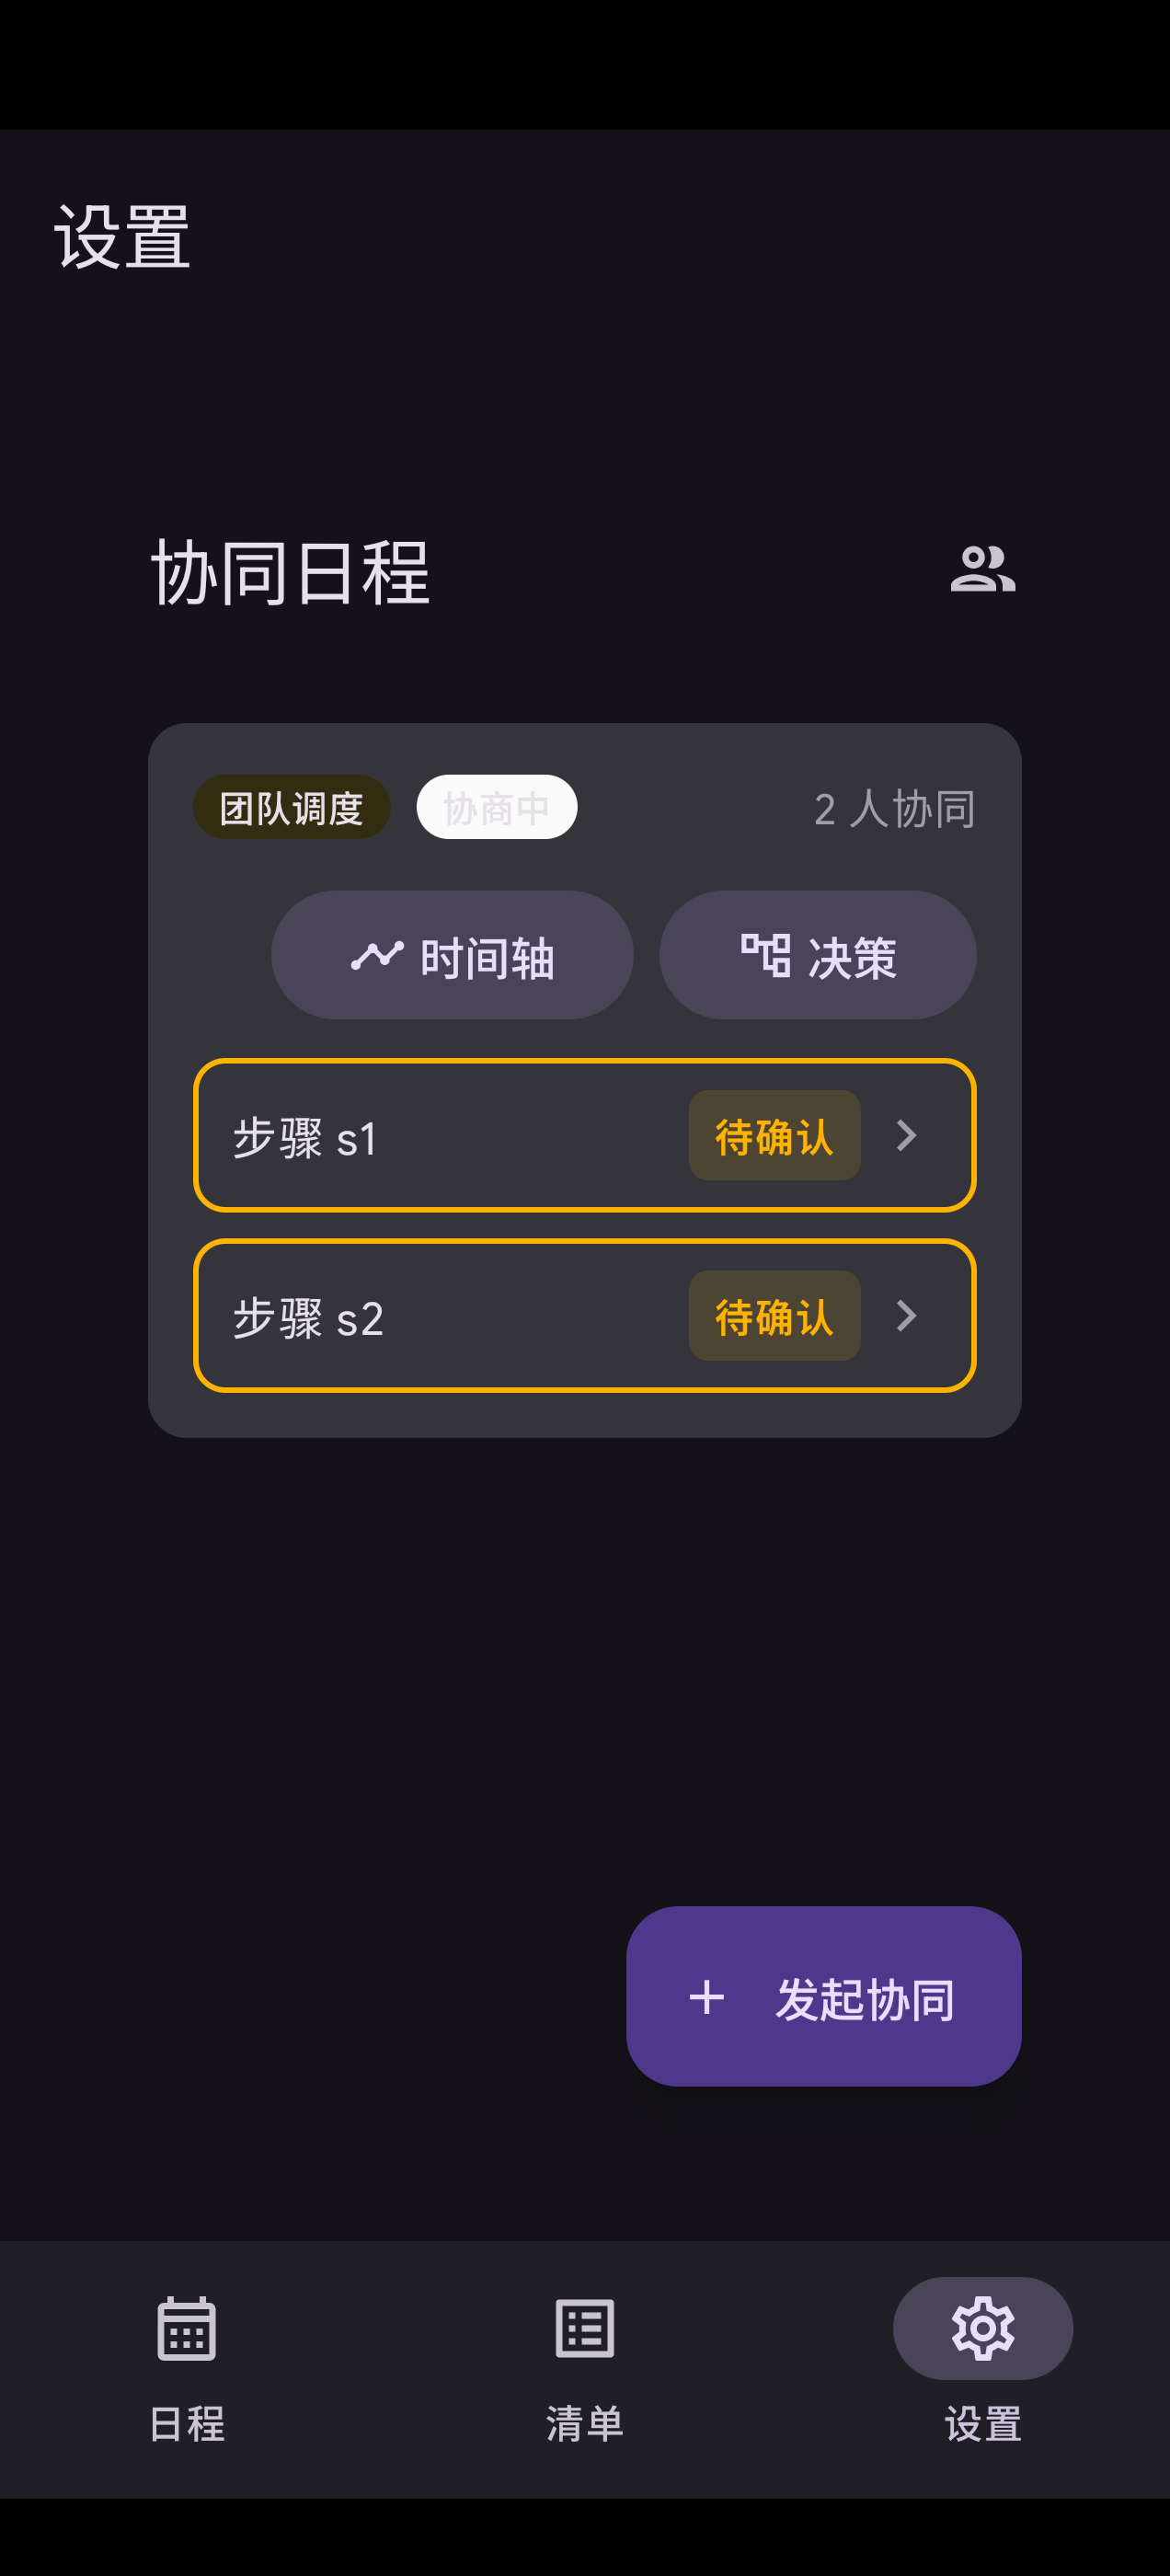 设置
协同日程
团队调度 协商中 2 人协同
时间轴 决策
步骤 s1 待确认
步骤 s2 待确认
发起协同
日程 清单 设置